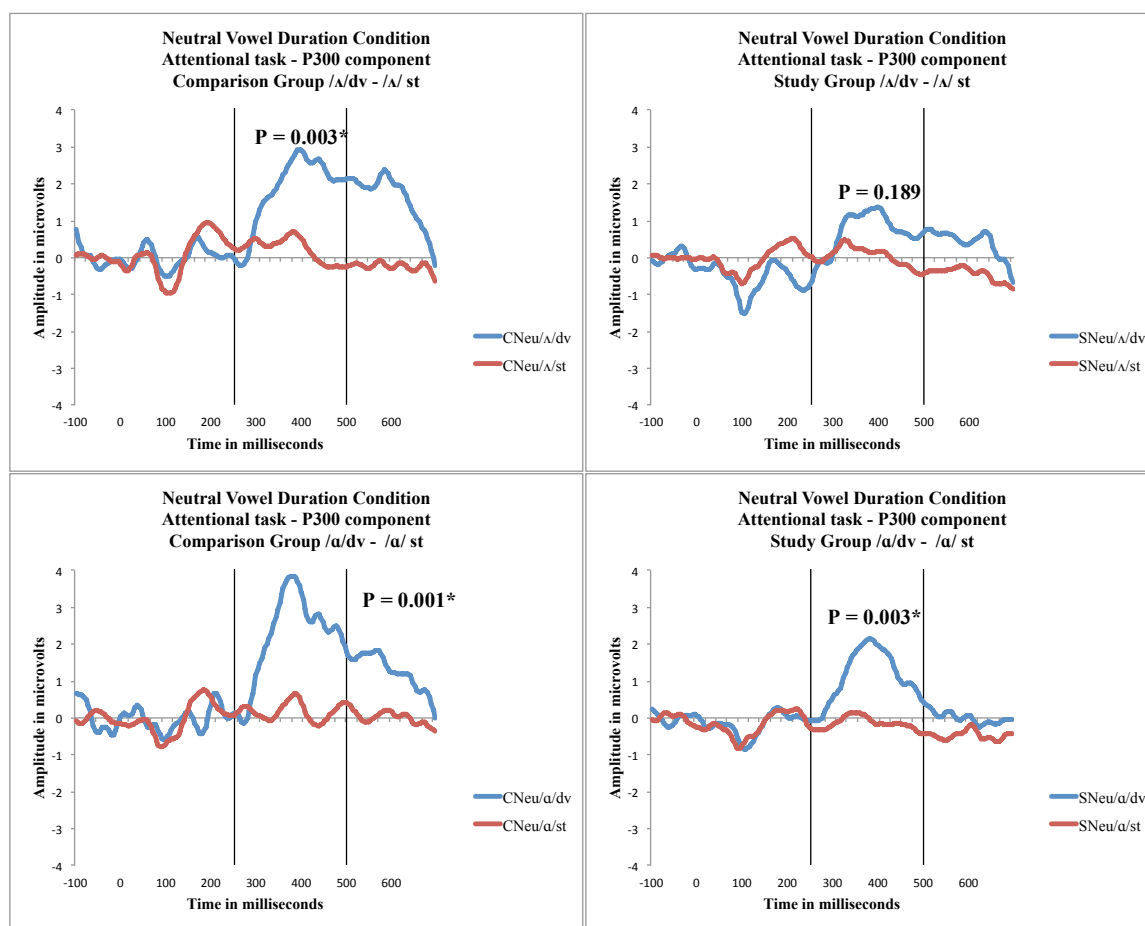 Neutral Vowel Duration Condition
Attentional task - P300 component
Comparison Group /ʌ/dv - /ʌ/ st
P = 0.003*
4
3
2
1
0
-1
-2
-3
-4
Amplitude in microvolts
CNeu/ʌ/dv
CNeu/ʌ/st
-100 0 100 200 300 400 500 600
Time in milliseconds
Neutral Vowel Duration Condition
Attentional task - P300 component
Study Group /ʌ/dv - /ʌ/ st
P = 0.189
4
3
2
1
0
-1
-2
-3
-4
Amplitude in microvolts
SNeu/ʌ/dv
SNeu/ʌ/st
-100 0 100 200 300 400 500 600
Time in milliseconds
Neutral Vowel Duration Condition
Attentional task - P300 component
Comparison Group /ɑ/dv - /ɑ/ st
P = 0.001*
4
3
2
1
0
-1
-2
-3
-4
Amplitude in microvolts
CNeu/ɑ/dv
CNeu/ɑ/st
-100 0 100 200 300 400 500 600
Time in milliseconds
Neutral Vowel Duration Condition
Attentional task - P300 component
Study Group /ɑ/dv - /ɑ/ st
P = 0.003*
4
3
2
1
0
-1
-2
-3
-4
Amplitude in microvolts
SNeu/ɑ/dv
SNeu/ɑ/st
-100 0 100 200 300 400 500 600
Time in milliseconds